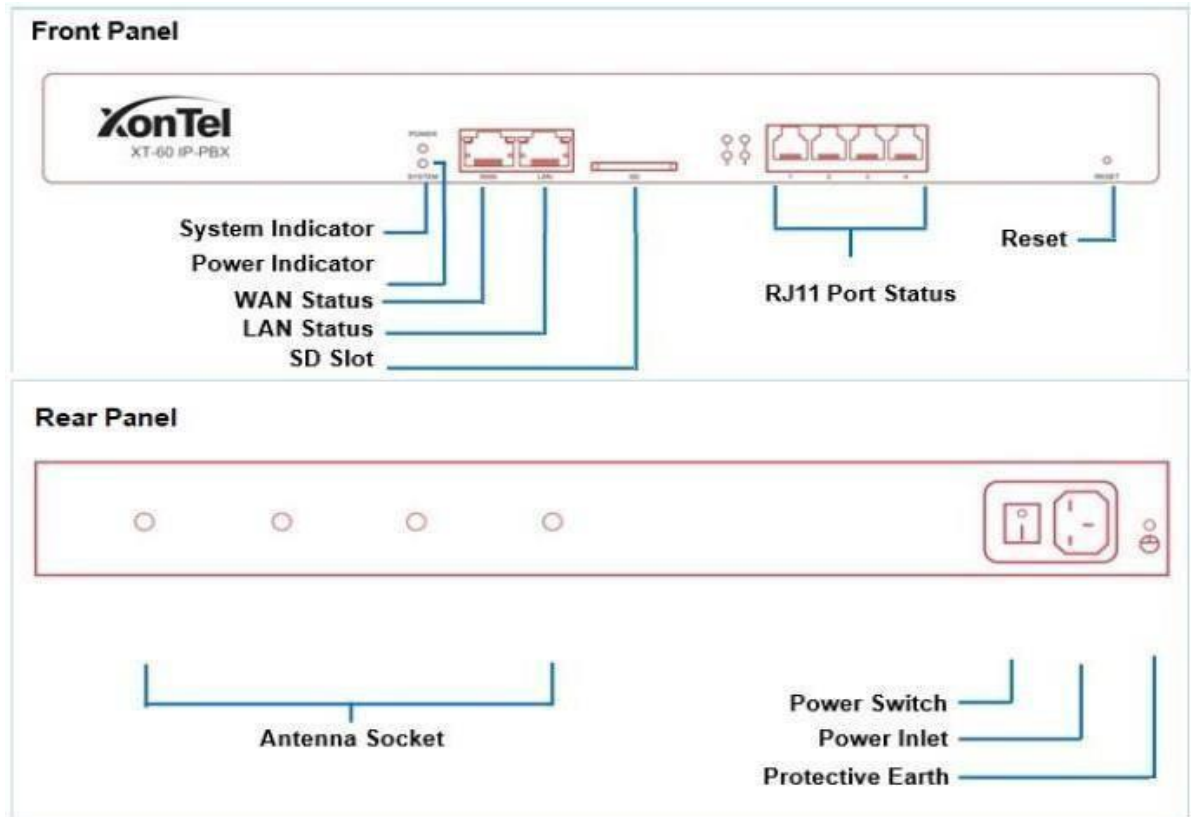 Front Panel
XonTel
XT-60 IP-PBX
POWER
SYSTEM
WAN
LAN
SD
1 2 3 4
RESET
System Indicator
Power Indicator
WAN Status
LAN Status
SD Slot
RJ11 Port Status
Reset
Rear Panel
Antenna Socket
Power Switch
Power Inlet
Protective Earth